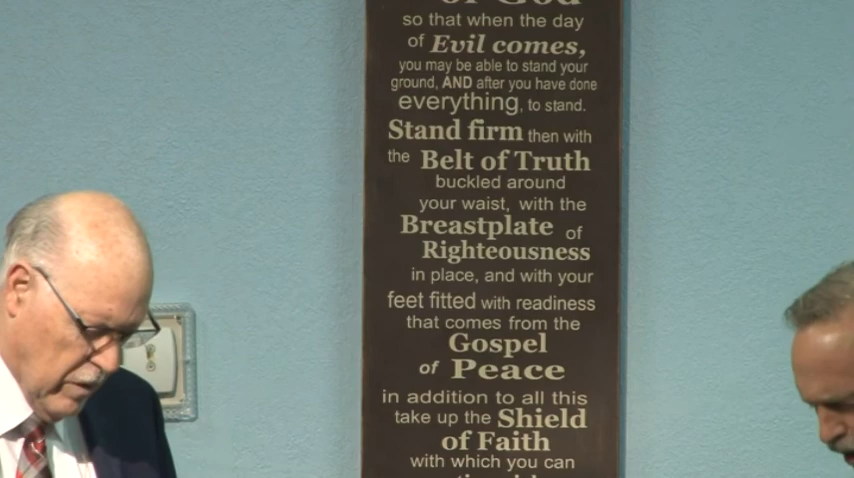 of God
so that when the day
of Evil comes,
you may be able to stand your
ground, AND after you have done
everything, to stand.
Stand firm then with
the Belt of Truth
buckled around
your waist, with the
Breastplate of
Righteousness
in place, and with your
feet fitted with readiness
that comes from the
Gospel
of Peace
in addition to all this
take up the Shield
of Faith
with which you can